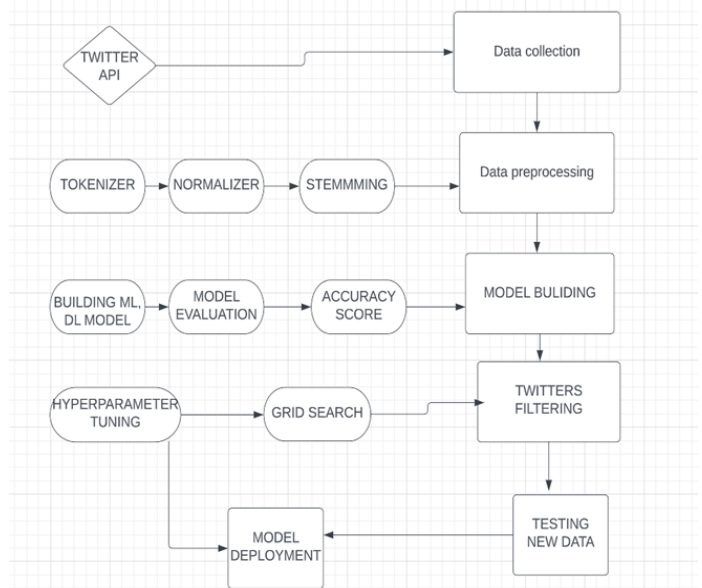 TWITTER
API
Data collection
TOKENIZER
NORMALIZER
STEMMMING
Data preprocessing
BUILDING ML,
DL MODEL
MODEL
EVALUATION
ACCURACY
SCORE
MODEL BULIDING
HYPERPARAMETER
TUNING
GRID SEARCH
TWITTERS
FILTERING
MODEL
DEPLOYMENT
TESTING
NEW DATA